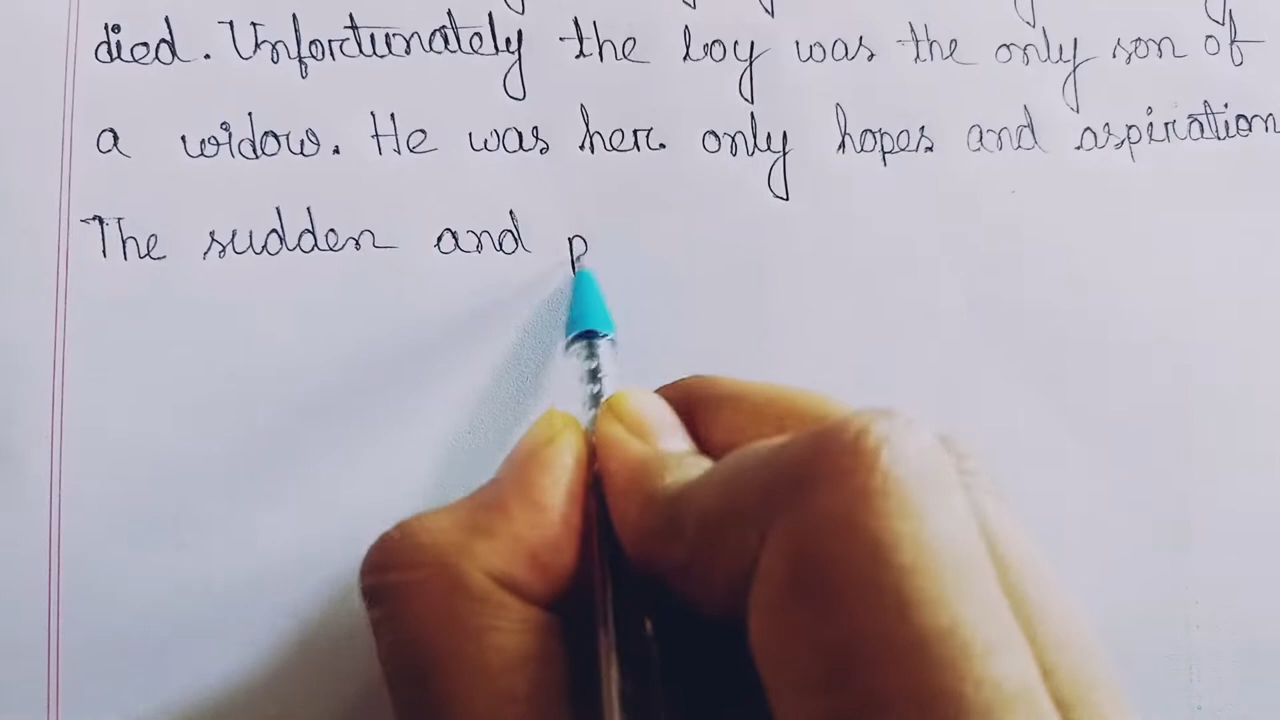 died. Unfortunately the boy was the only son of
a widow. He was her only hopes and aspiration
The sudden and p